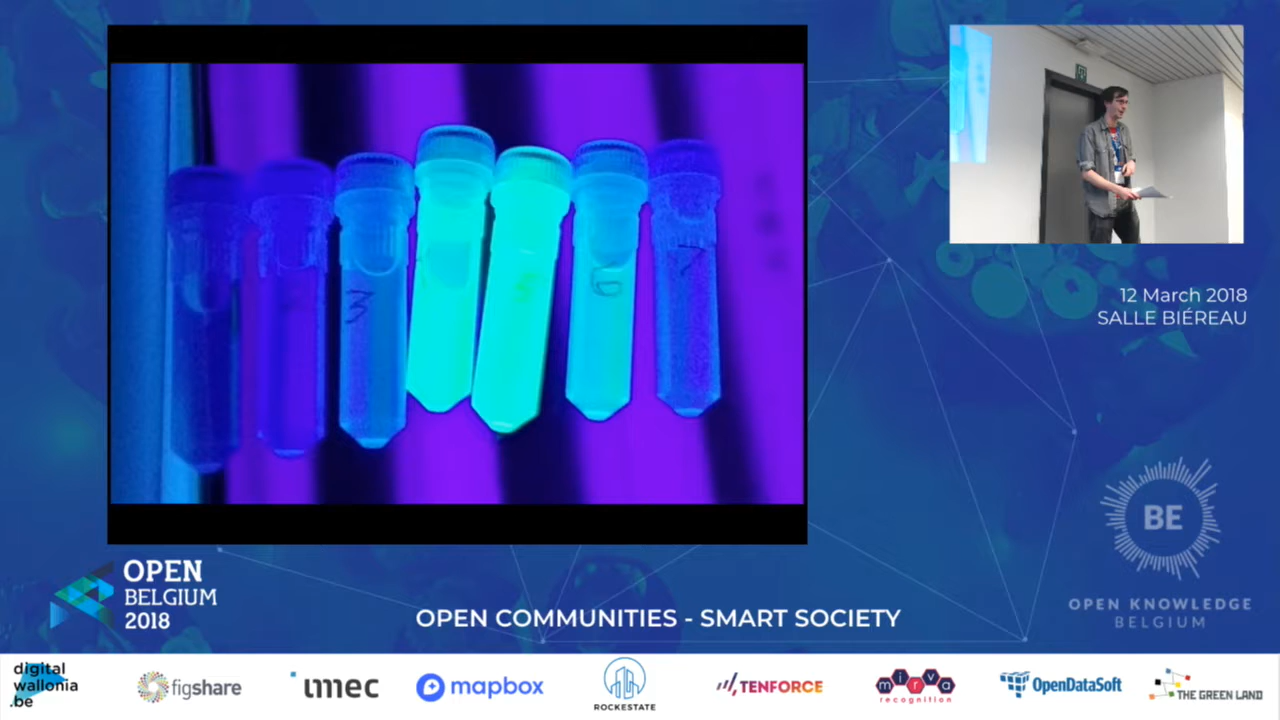 3
5
6
7
12 March 2018
SALLE BIÉREAU
BE
OPEN KNOWLEDGE
BELGIUM
OPEN
BELGIUM
2018
OPEN COMMUNITIES - SMART SOCIETY
digital
wallonia
.be
figshare
imec
mapbox
ROCKESTATE
TENFORCE
mirva
recognition
OpenDataSoft
THE GREEN LAND